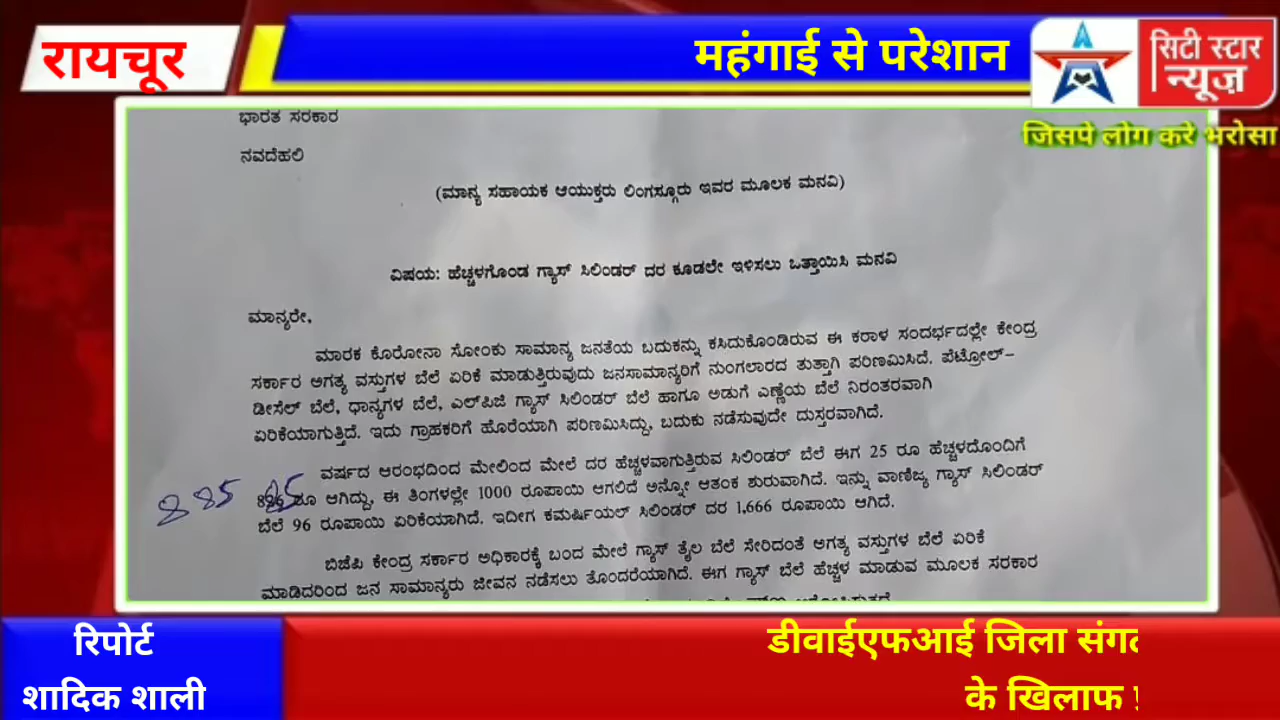 रायचूर
महंगाई से परेशान
सिटी स्टार
न्यूज़
जिसपे लोग करे भरोसा
ಭಾರತ ಸರಕಾರ
ನವದೆಹಲಿ
(ಮಾನ್ಯ ಸಹಾಯಕ ಆಯುಕ್ತರು ಲಿಂಗಸ್ಗೂರು ಇವರ ಮೂಲಕ ಮನವಿ)
ವಿಷಯ: ಹೆಚ್ಚಳಗೊಂಡ ಗ್ಯಾಸ್ ಸಿಲಿಂಡರ್ ದರ ಕೂಡಲೇ ಇಳಿಸಲು ಒತ್ತಾಯಿಸಿ ಮನವಿ
ಮಾನ್ಯರೇ,
ಮಾರಕ ಕೊರೋನಾ ಸೋಂಕು ಸಾಮಾನ್ಯ ಜನತೆಯ ಬದುಕನ್ನು ಕಸಿದುಕೊಂಡಿರುವ ಈ ಕರಾಳ ಸಂದರ್ಭದಲ್ಲೇ ಕೇಂದ್ರ
ಸರ್ಕಾರ ಅಗತ್ಯ ವಸ್ತುಗಳ ಬೆಲೆ ಏರಿಕೆ ಮಾಡುತ್ತಿರುವುದು ಜನಸಾಮಾನ್ಯರಿಗೆ ನುಂಗಲಾರದ ತುತ್ತಾಗಿ ಪರಿಣಮಿಸಿದೆ. ಪೆಟ್ರೋಲ್–
ಡೀಸೆಲ್ ಬೆಲೆ, ಧಾನ್ಯಗಳ ಬೆಲೆ, ಎಲ್‌ಪಿಜಿ ಗ್ಯಾಸ್ ಸಿಲಿಂಡರ್ ಬೆಲೆ ಹಾಗೂ ಅಡುಗೆ ಎಣ್ಣೆಯ ಬೆಲೆ ನಿರಂತರವಾಗಿ
ಏರಿಕೆಯಾಗುತ್ತಿದೆ. ಇದು ಗ್ರಾಹಕರಿಗೆ ಹೊರೆಯಾಗಿ ಪರಿಣಮಿಸಿದ್ದು, ಬದುಕು ನಡೆಸುವುದೇ ದುಸ್ತರವಾಗಿದೆ.
ವರ್ಷದ ಆರಂಭದಿಂದ ಮೇಲಿಂದ ಮೇಲೆ ದರ ಹೆಚ್ಚಳವಾಗುತ್ತಿರುವ ಸಿಲಿಂಡರ್ ಬೆಲೆ ಈಗ 25 ರೂ ಹೆಚ್ಚಳದೊಂದಿಗೆ
885 ರೂ ಆಗಿದ್ದು, ಈ ತಿಂಗಳಲ್ಲೇ 1000 ರೂಪಾಯಿ ಆಗಲಿದೆ ಅನ್ನೋ ಆತಂಕ ಶುರುವಾಗಿದೆ. ಇನ್ನು ವಾಣಿಜ್ಯ ಗ್ಯಾಸ್ ಸಿಲಿಂಡರ್
ಬೆಲೆ 96 ರೂಪಾಯಿ ಏರಿಕೆಯಾಗಿದೆ. ಇದೀಗ ಕಮರ್ಷಿಯಲ್ ಸಿಲಿಂಡರ್ ದರ 1,666 ರೂಪಾಯಿ ಆಗಿದೆ.
ಬಿಜೆಪಿ ಕೇಂದ್ರ ಸರ್ಕಾರ ಅಧಿಕಾರಕ್ಕೆ ಬಂದ ಮೇಲೆ ಗ್ಯಾಸ್ ತೈಲ ಬೆಲೆ ಸೇರಿದಂತೆ ಅಗತ್ಯ ವಸ್ತುಗಳ ಬೆಲೆ ಏರಿಕೆ
ಮಾಡಿದರಿಂದ ಜನ ಸಾಮಾನ್ಯರು ಜೀವನ ನಡೆಸಲು ತೊಂದರೆಯಾಗಿದೆ. ಈಗ ಗ್ಯಾಸ್ ಬೆಲೆ ಹೆಚ್ಚಳ ಮಾಡುವ ಮೂಲಕ ಸರಕಾರ
रिपोर्ट
शादिक शाली
डीवाईएफआई जिला
के खिलाफ